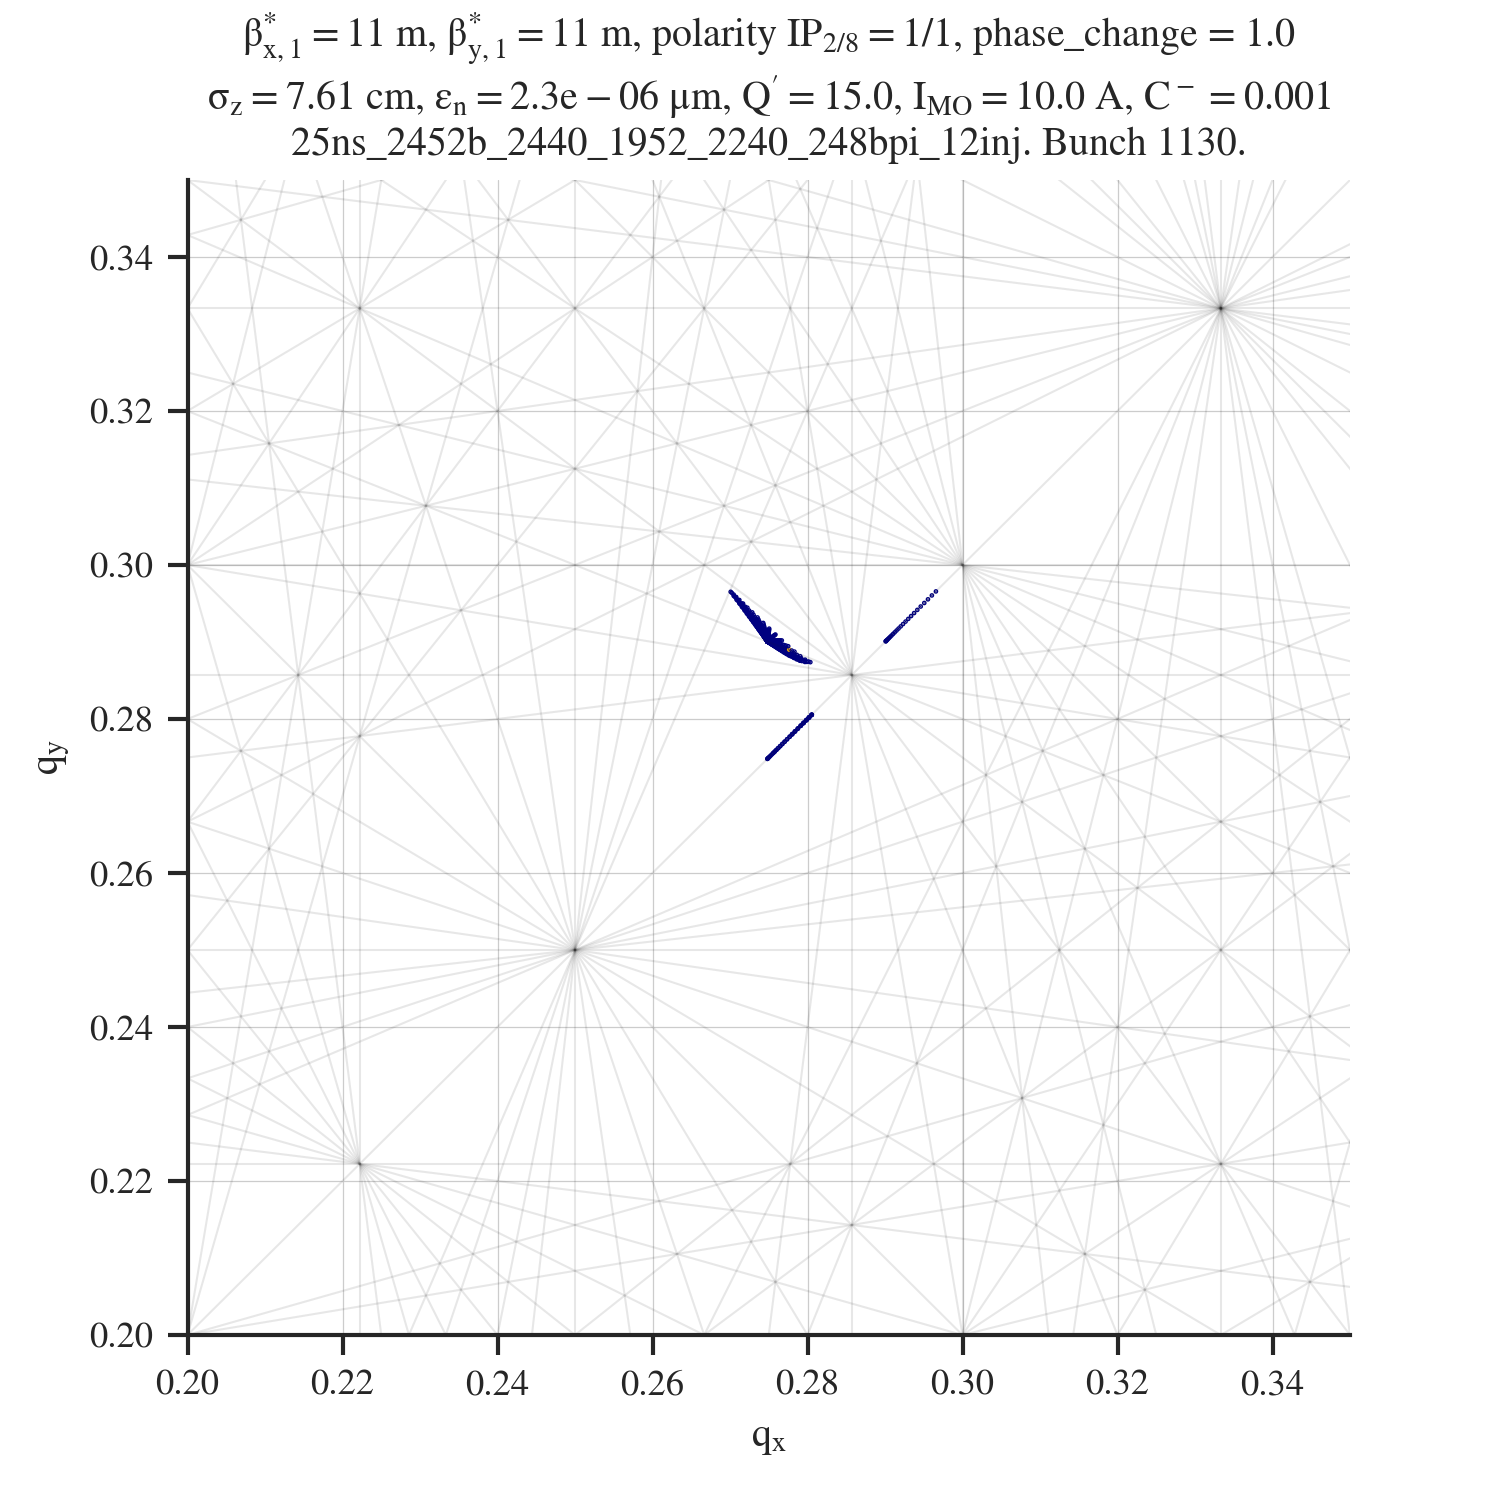 β*x, 1 = 11 m, β*y, 1 = 11 m, polarity IP2/8 = 1/1, phase_change = 1.0
σz = 7.61 cm, εn = 2.3e − 06 μm, Q′ = 15.0, IMO = 10.0 A, C− = 0.001
25ns_2452b_2440_1952_2240_248bpi_12inj. Bunch 1130.
0.34
0.32
0.30
0.28
0.26
0.24
0.22
0.20
qy
0.20 0.22 0.24 0.26 0.28 0.30 0.32 0.34
qx